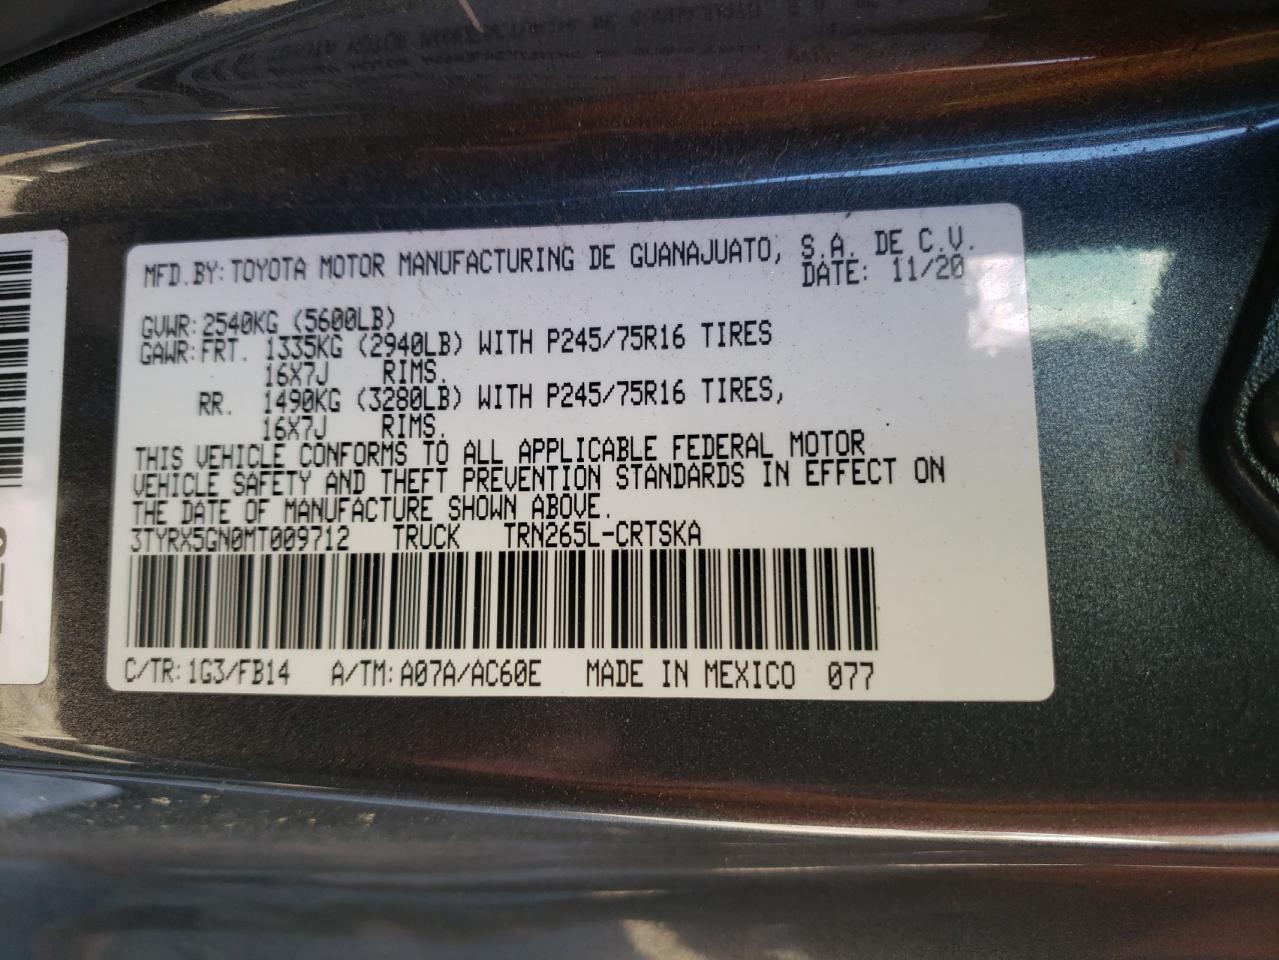 MFD.BY: TOYOTA MOTOR MANUFACTURING DE GUANAJUATO, S.A. DE C.V.
DATE: 11/20
GVWR: 2540KG (5600LB)
GAWR: FRT. 1335KG (2940LB) WITH P245/75R16 TIRES
16X7J RIMS.
RR. 1490KG (3280LB) WITH P245/75R16 TIRES,
16X7J RIMS.
THIS VEHICLE CONFORMS TO ALL APPLICABLE FEDERAL MOTOR
VEHICLE SAFETY AND THEFT PREVENTION STANDARDS IN EFFECT ON
THE DATE OF MANUFACTURE SHOWN ABOVE.
3TYRX5GN0MT009712 TRUCK TRN265L-CRTSKA
C/TR: 1G3/FB14 A/TM: A07A/AC60E MADE IN MEXICO 077